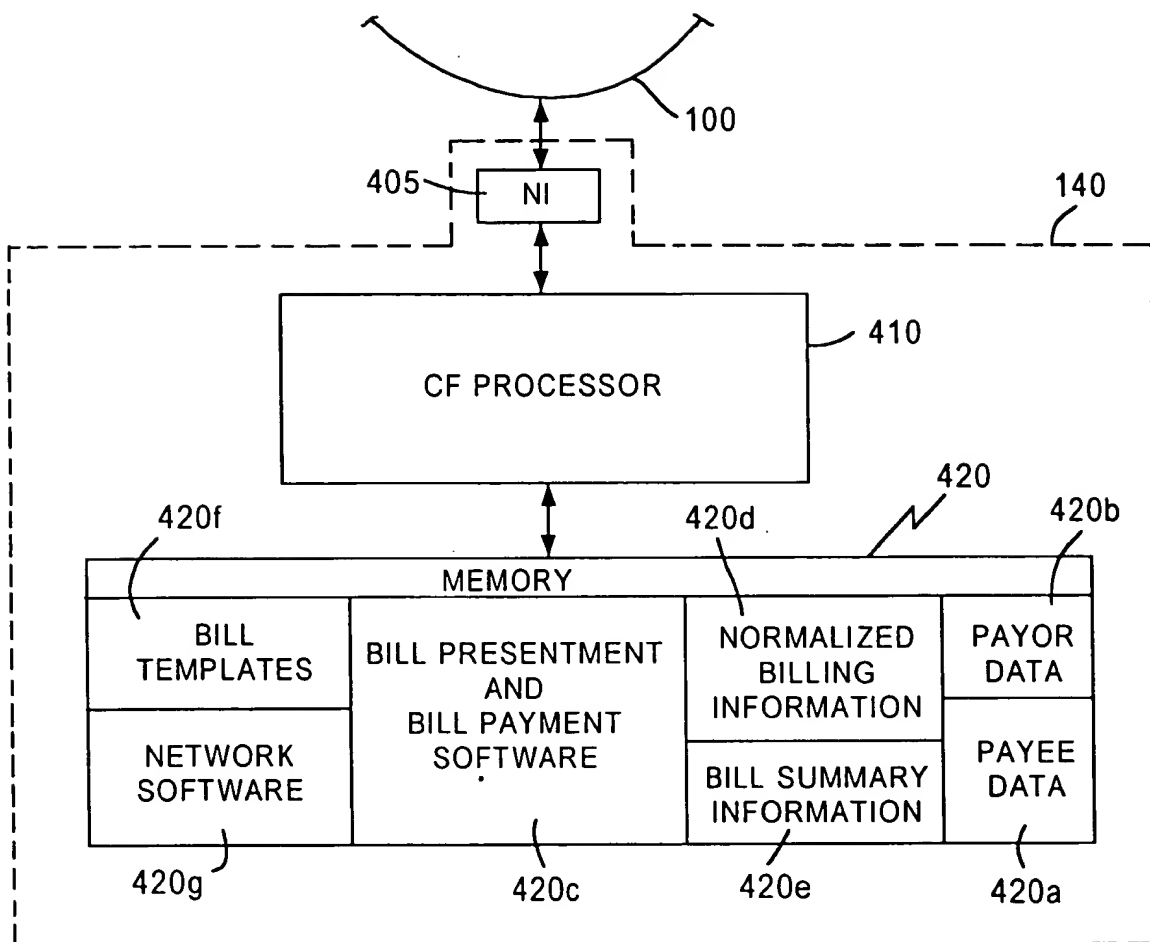 100
405
NI
140
410
CF PROCESSOR
420f
420d
420
420b
MEMORY
BILL
TEMPLATES
BILL PRESENTMENT
AND
BILL PAYMENT
SOFTWARE
NORMALIZED
BILLING
INFORMATION
PAYOR
DATA
NETWORK
SOFTWARE
BILL SUMMARY
INFORMATION
PAYEE
DATA
420g
420c
420e
420a